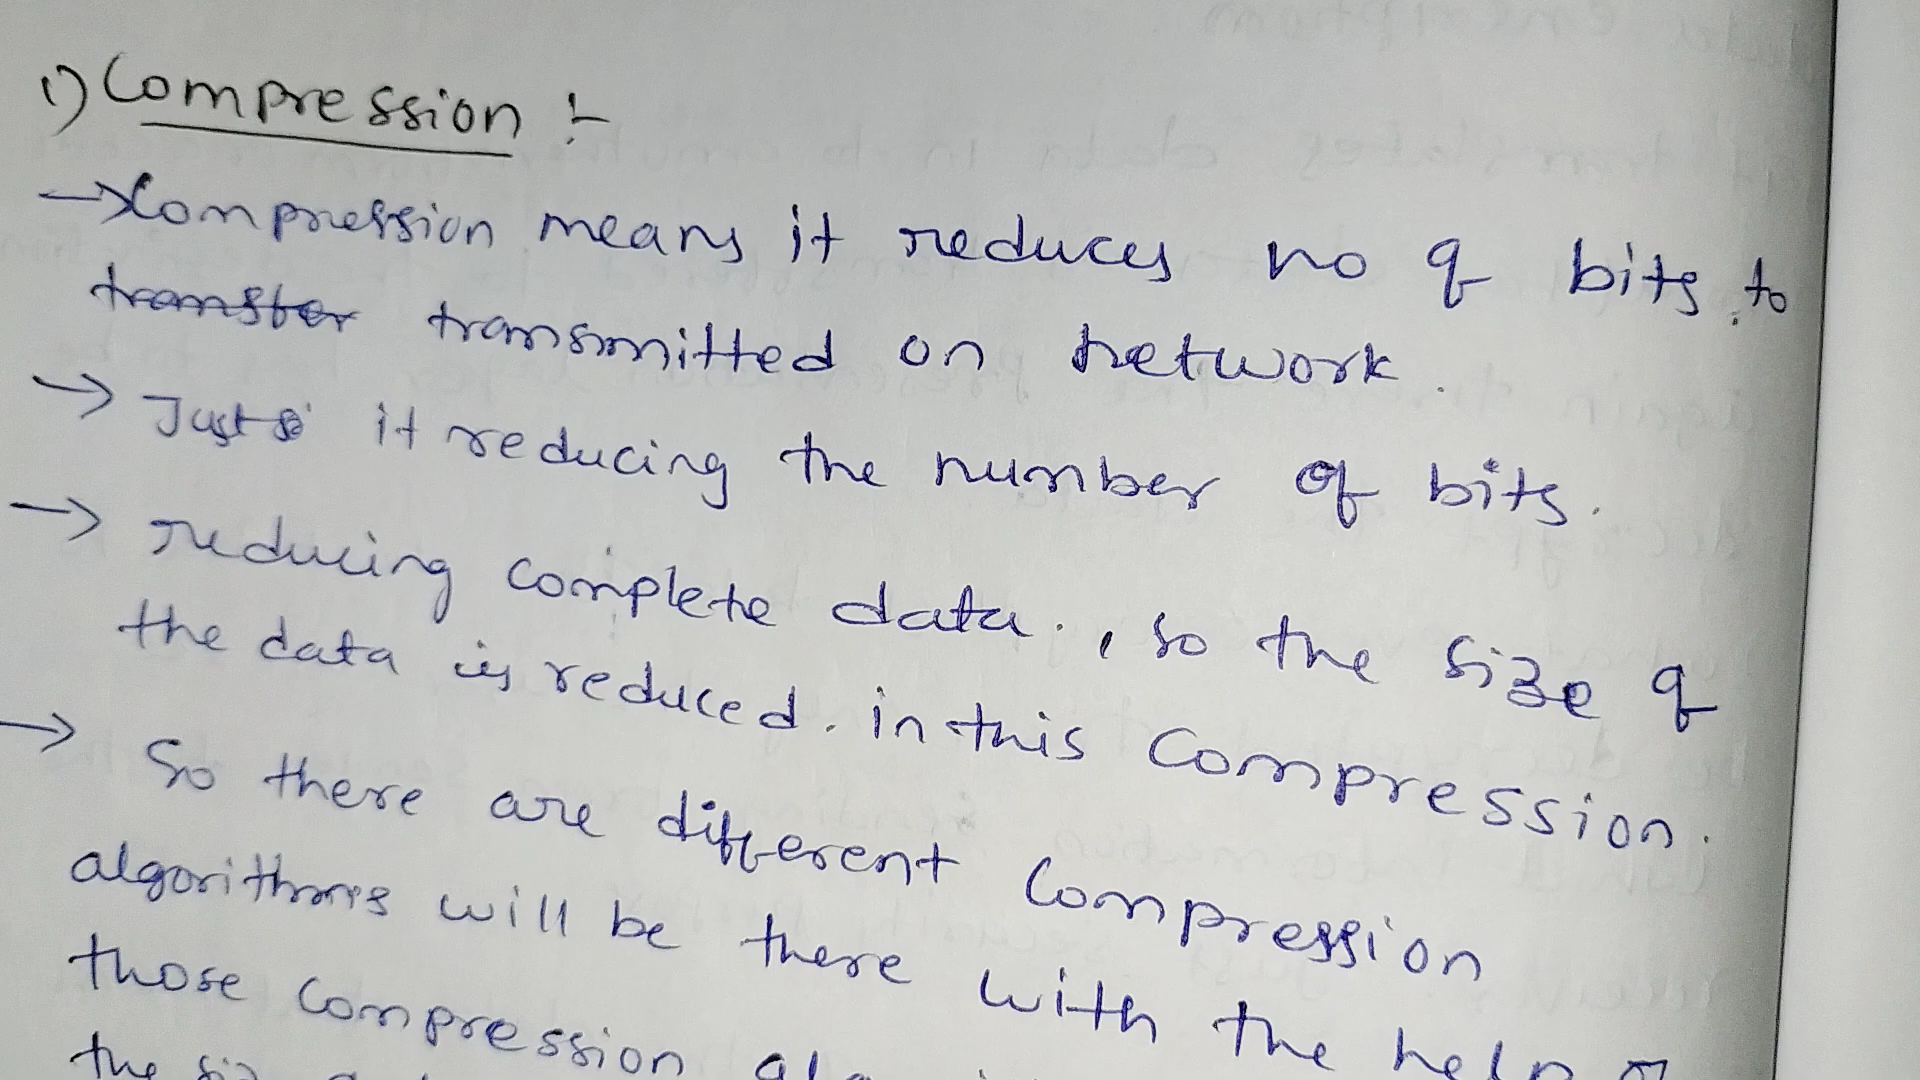 1) Compression :-
→ Compression means it reduces no of bits to
transfer transmitted on network.
→ Just so it reducing the number of bits.
→ reducing complete data. , so the size of
the data is reduced. in this Compression.
→ So there are different Compression
algorithms will be there with the help of
those Compression
the